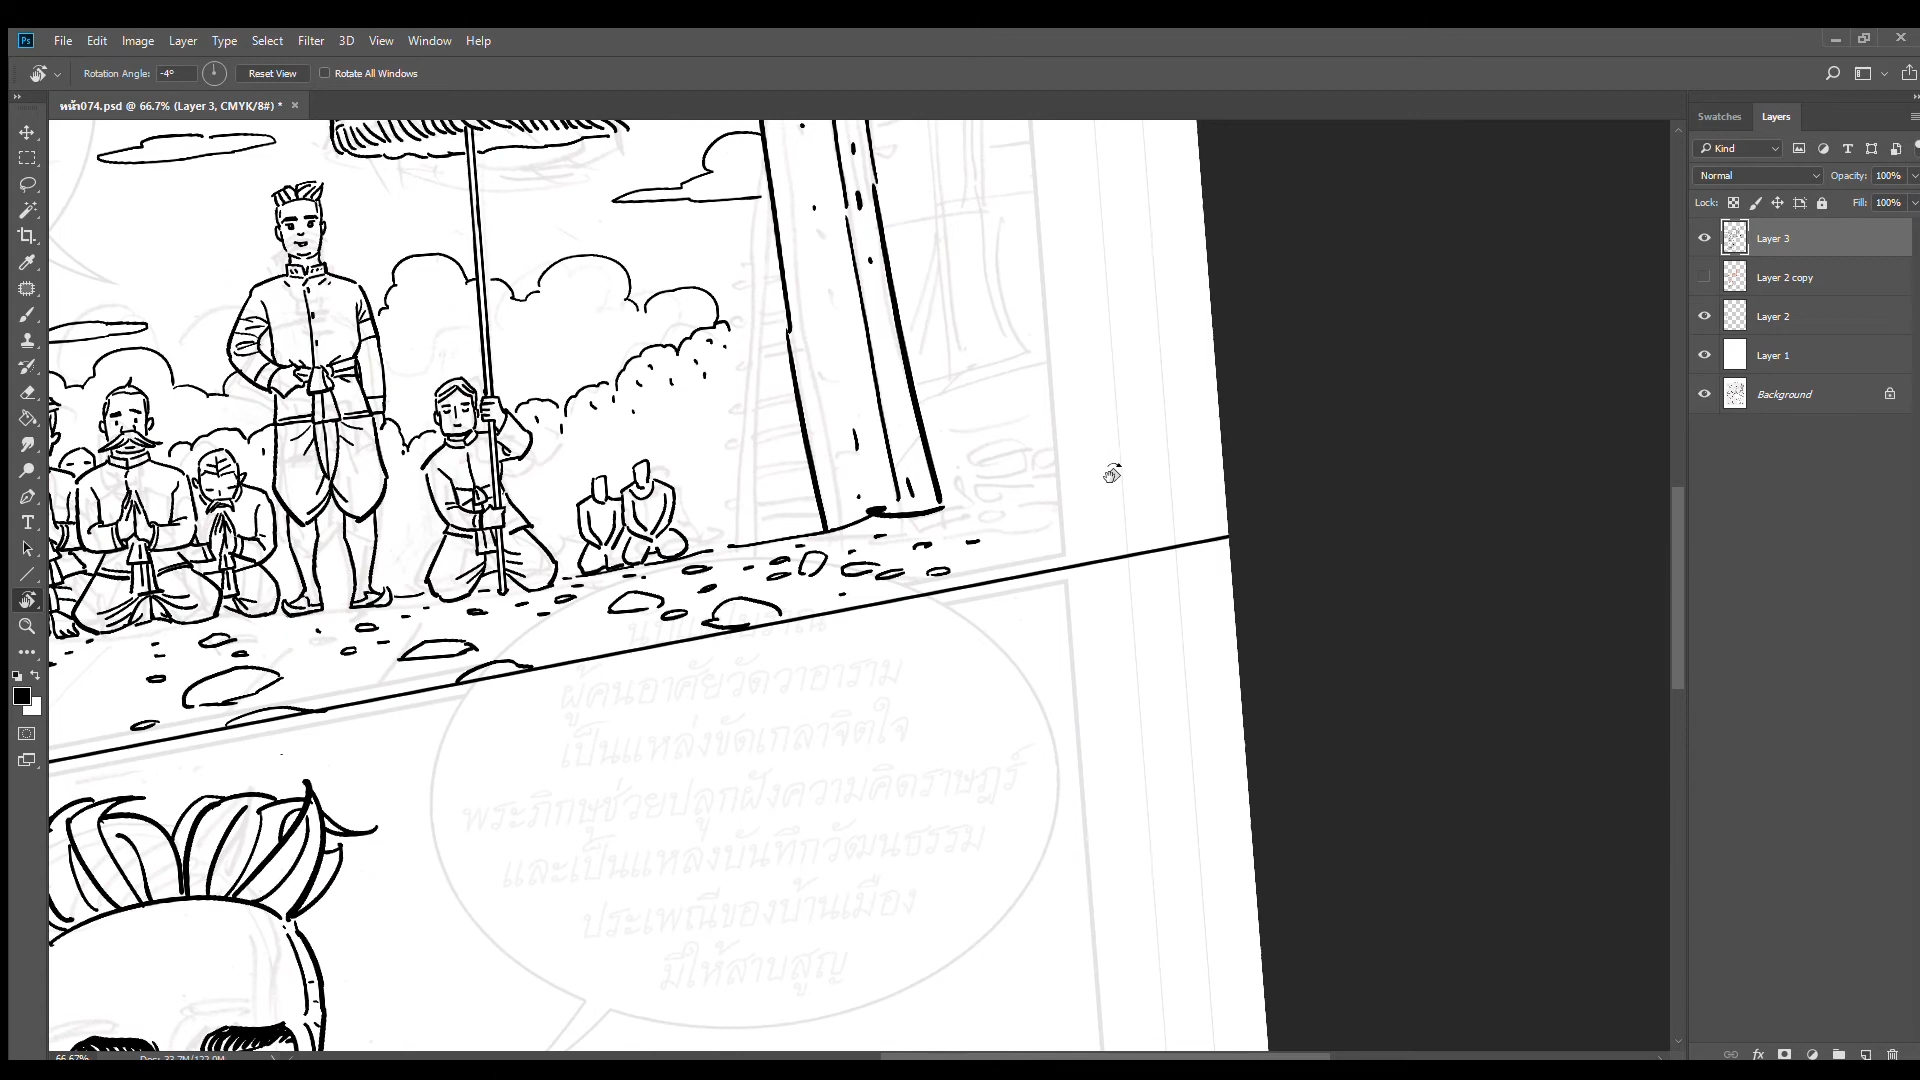 File Edit Image Layer Type Select Filter 3D View Window Help
Rotation Angle: -4° Reset View Rotate All Windows
หน้า074.psd @ 66.7% (Layer 3, CMYK/8#) *
Swatches Layers
Kind
Normal Opacity: 100%
Lock: Fill: 100%
Layer 3
Layer 2 copy
Layer 2
Layer 1
Background
ผู้คนอาศัยวัดวาอาราม
เป็นแหล่งขัดเกลาจิตใจ
พระภิกษุช่วยปลูกฝังความคิดราษฎร์
และเป็นแหล่งบันทึกวัฒนธรรม
ประเพณีของบ้านเมือง
มิให้สาบสูญ
66.67% Doc: 33.7M/122.0M